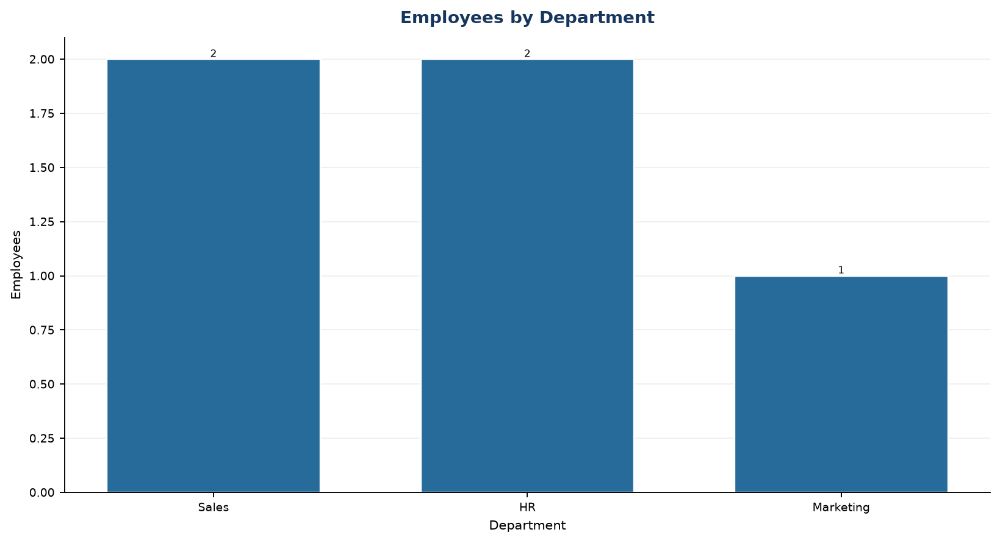 Employees by Department
2
2
1
2.00
1.75
1.50
1.25
1.00
0.75
0.50
0.25
0.00
Employees
Sales
HR
Marketing
Department